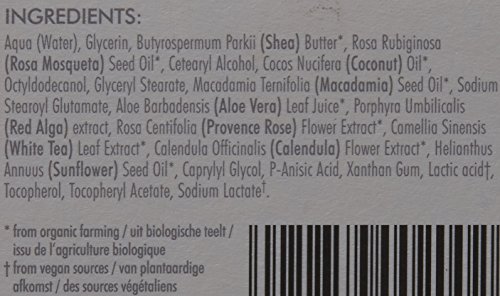 INGREDIENTS:
Aqua (Water), Glycerin, Butyrospermum Parkii (Shea) Butter*, Rosa Rubiginosa
(Rosa Mosqueta) Seed Oil*, Cetearyl Alcohol, Cocos Nucifera (Coconut) Oil*,
Octyldodecanol, Glyceryl Stearate, Macadamia Ternifolia (Macadamia) Seed Oil*, Sodium
Stearoyl Glutamate, Aloe Barbadensis (Aloe Vera) Leaf Juice*, Porphyra Umbilicalis
(Red Alga) extract, Rosa Centifolia (Provence Rose) Flower Extract*, Camellia Sinensis
(White Tea) Leaf Extract*, Calendula Officinalis (Calendula) Flower Extract*, Helionthus
Annuus (Sunflower) Seed Oil*, Caprylyl Glycol, P-Anisic Acid, Xanthan Gum, Lactic acid†,
Tocopherol, Tocopheryl Acetate, Sodium Lactate†.
* from organic farming / uit biologische teelt /
issu de l'agriculture biologique
† from vegan sources / van plantaardige
afkomst / des sources végétaliens